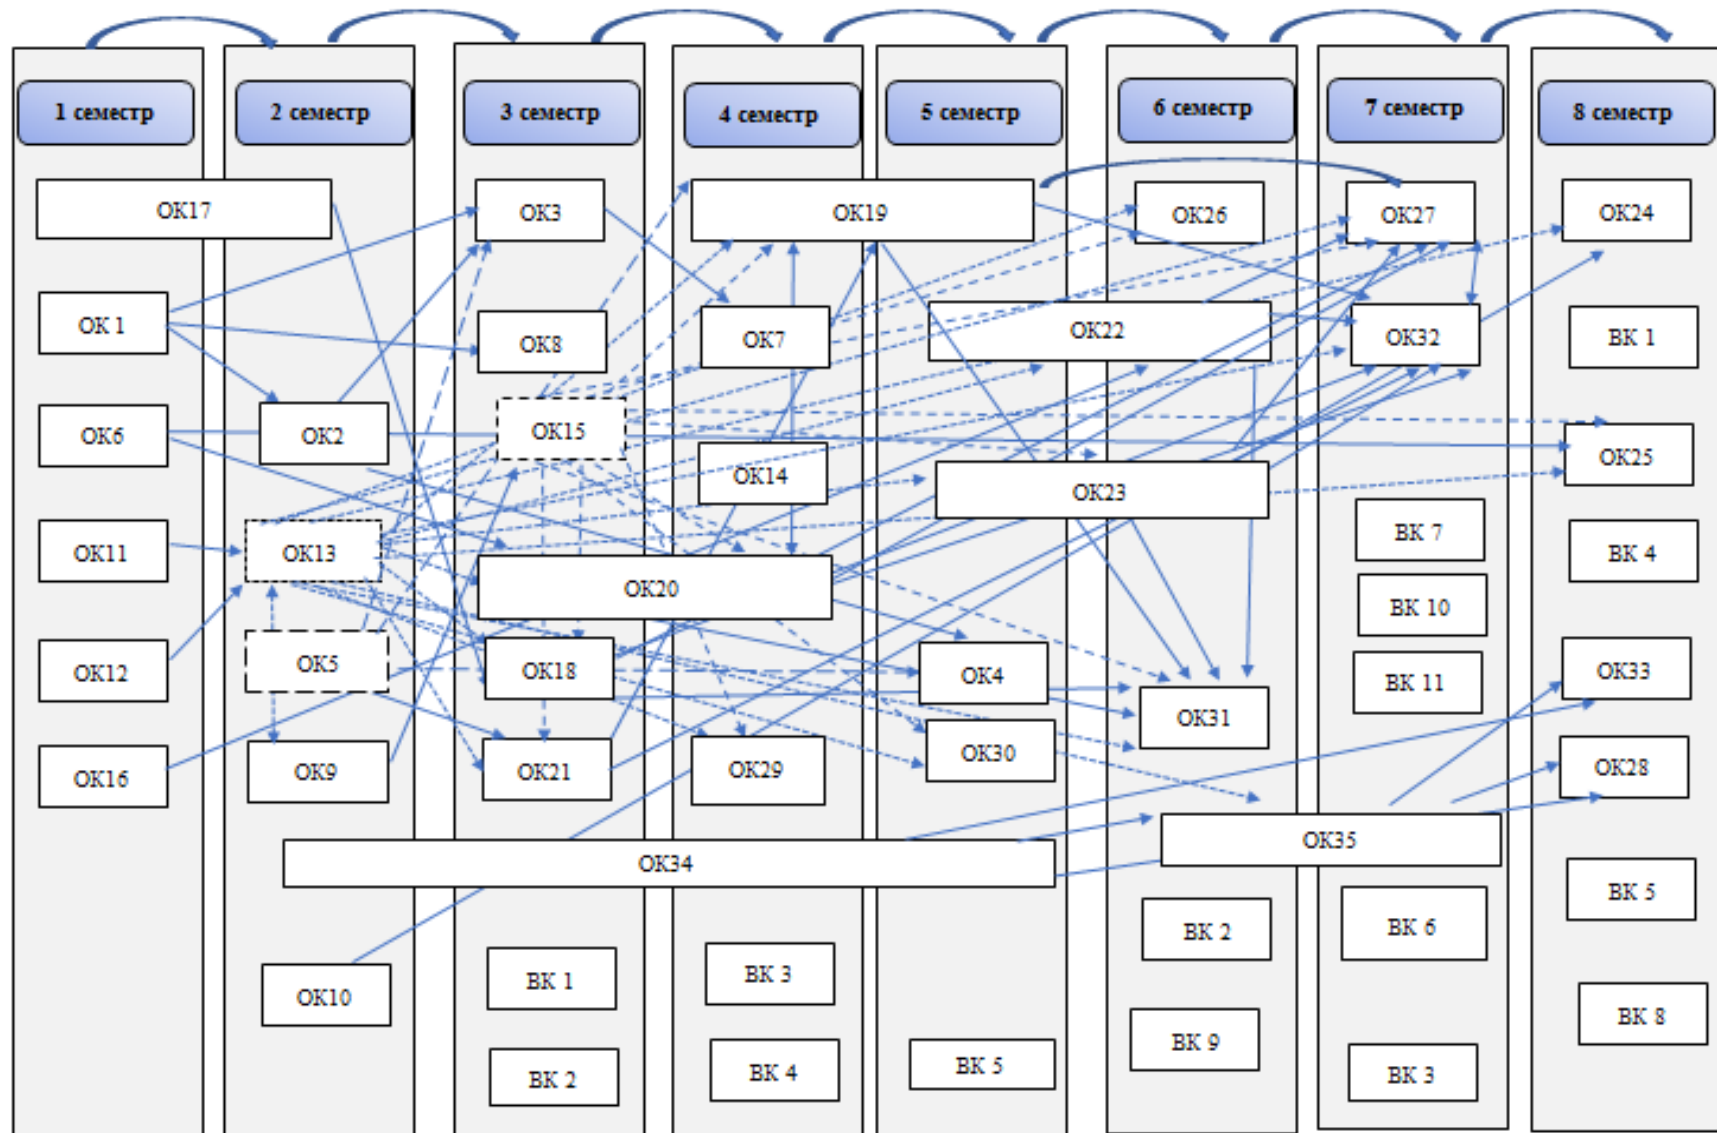 1 семестр
2 семестр
3 семестр
4 семестр
5 семестр
6 семестр
7 семестр
8 семестр
ОК17
ОК 1
ОК6
ОК11
ОК12
ОК16
ОК2
ОК13
ОК5
ОК9
ОК10
ОК3
ОК8
ОК15
ОК20
ОК18
ОК21
ОК34
ВК 1
ВК 2
ОК19
ОК7
ОК14
ОК29
ВК 3
ВК 4
ОК22
ОК23
ОК4
ОК30
ВК 5
ОК26
ОК31
ОК35
ВК 2
ВК 9
ОК27
ОК32
ВК 7
ВК 10
ВК 11
ВК 6
ВК 3
ОК24
ВК 1
ОК25
ВК 4
ОК33
ОК28
ВК 5
ВК 8